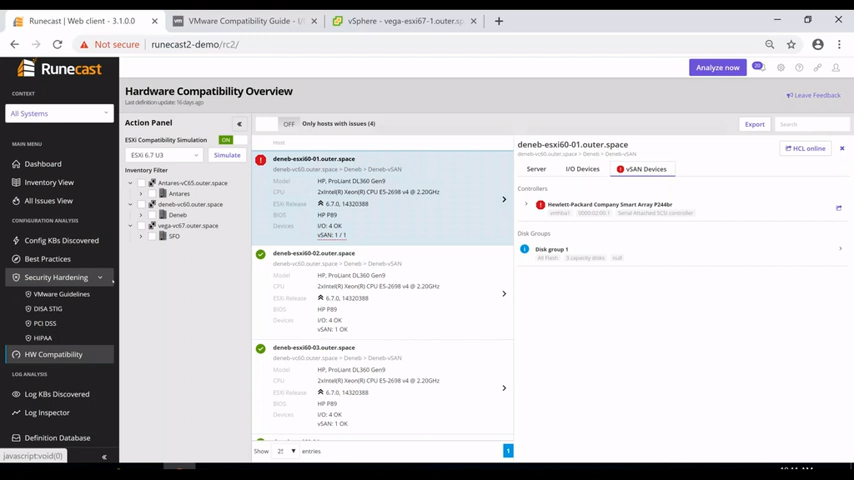 Runecast | Web client - 3.1.0.0
VMware Compatibility Guide - I/
vSphere - vega-esxi67-1.outer.sp
Not secure
runecast2-demo/rc2/
Runecast
Analyze now
20
Leave Feedback
CONTEXT
All Systems
MAIN MENU
Dashboard
Inventory View
All Issues View
CONFIGURATION ANALYSIS
Config KBs Discovered
Best Practices
Security Hardening
VMware Guidelines
DISA STIG
PCI DSS
HIPAA
HW Compatibility
LOG ANALYSIS
Log KBs Discovered
Log Inspector
Definition Database
javascript:void(0)
Hardware Compatibility Overview
Last definition update: 16 days ago
Action Panel
ESXi Compatibility Simulation
ON
ESXi 6.7 U3
Simulate
Inventory Filter
Antares-vC65.outer.space
Antares
deneb-vc60.outer.space
Deneb
vega-vc67.outer.space
SFO
OFF
Only hosts with issues (4)
Export
Search
Host
deneb-esxi60-01.outer.space
deneb-vc60.outer.space > Deneb > Deneb-vSAN
Model HP, ProLiant DL360 Gen9
CPU 2xIntel(R) Xeon(R) CPU E5-2698 v4 @ 2.20GHz
ESXi Release 6.7.0, 14320388
BIOS HP P89
Devices I/O: 4 OK
vSAN: 1 / 1
deneb-esxi60-02.outer.space
deneb-vc60.outer.space > Deneb > Deneb-vSAN
Model HP, ProLiant DL360 Gen9
CPU 2xIntel(R) Xeon(R) CPU E5-2698 v4 @ 2.20GHz
ESXi Release 6.7.0, 14320388
BIOS HP P89
Devices I/O: 4 OK
vSAN: 1 OK
deneb-esxi60-03.outer.space
deneb-vc60.outer.space > Deneb > Deneb-vSAN
Model HP, ProLiant DL360 Gen9
CPU 2xIntel(R) Xeon(R) CPU E5-2698 v4 @ 2.20GHz
ESXi Release 6.7.0, 14320388
BIOS HP P89
Devices I/O: 4 OK
vSAN: 1 OK
Show 25 entries
1
deneb-esxi60-01.outer.space
deneb-vc60.outer.space > Deneb > Deneb-vSAN
HCL online
Server
I/O Devices
vSAN Devices
Controllers
Hewlett-Packard Company Smart Array P244br
vmhba1 0000:02:00.1 Serial Attached SCSI controller
Disk Groups
Disk group 1
All Flash 3 capacity disks null